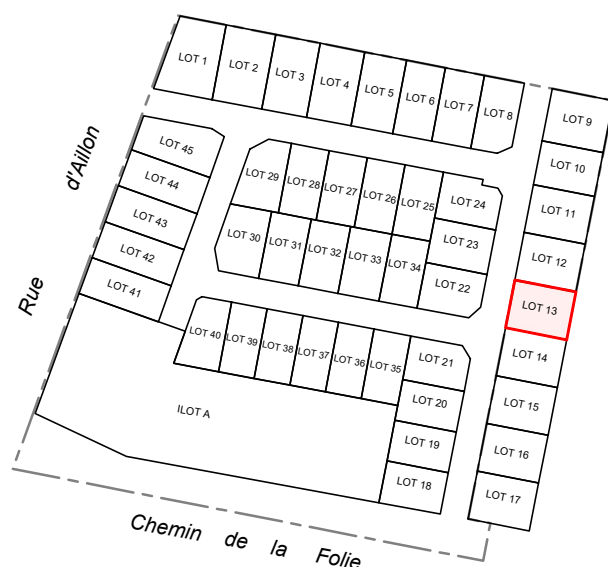 LOT 1
LOT 2
LOT 3
LOT 4
LOT 5
LOT 6
LOT 7
LOT 8
LOT 9
LOT 10
LOT 11
LOT 12
LOT 13
LOT 14
LOT 15
LOT 16
LOT 17
LOT 45
LOT 44
LOT 43
LOT 42
LOT 41
LOT 29
LOT 28
LOT 27
LOT 26
LOT 25
LOT 24
LOT 23
LOT 22
LOT 30
LOT 31
LOT 32
LOT 33
LOT 34
LOT 40
LOT 39
LOT 38
LOT 37
LOT 36
LOT 35
LOT 21
LOT 20
LOT 19
LOT 18
ILOT A
Rue d'Aillon
Chemin de la Folie